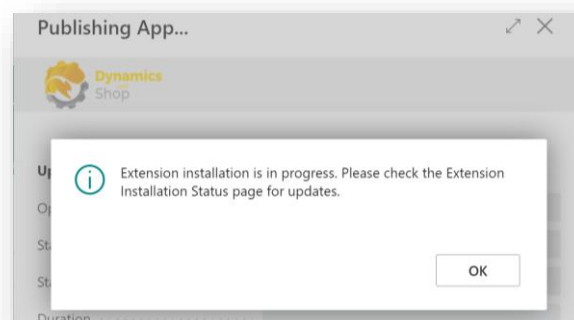 Publishing App...
Dynamics
Shop
Extension installation is in progress. Please check the Extension
Installation Status page for updates.
OK
Duration